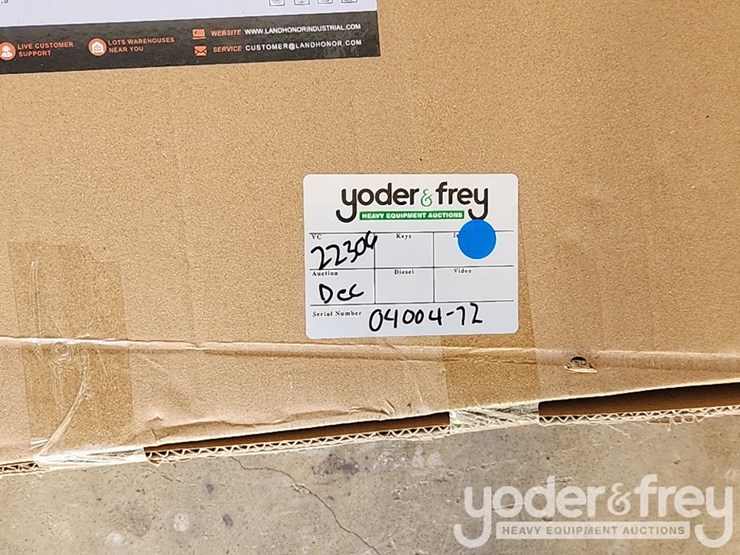 WEBSITE WWW.LANDHONORINDUSTRIAL.COM
LIVE CUSTOMER SUPPORT
LOTS WAREHOUSES NEAR YOU
SERVICE CUSTOMER@LANDHONOR.COM
yoder & frey
HEAVY EQUIPMENT AUCTIONS
VC Keys
22304
Auction Diesel Video
Dec
Serial Number 04004-72
yoder & frey
HEAVY EQUIPMENT AUCTIONS